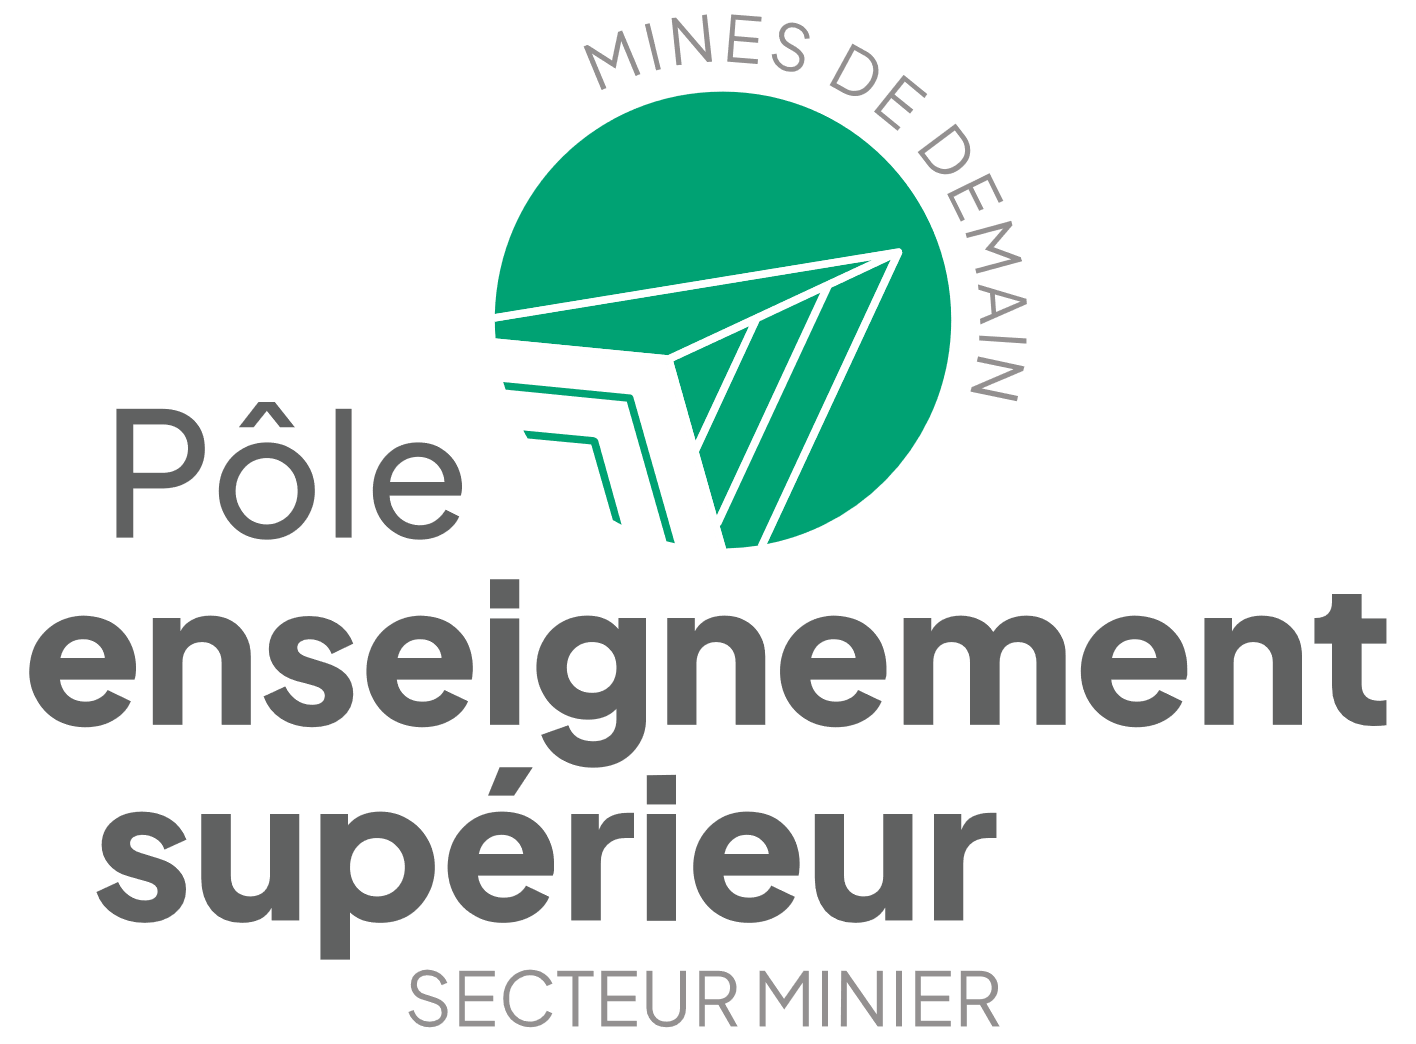 MINES DE DEMAIN
Pôle
enseignement
supérieur
SECTEUR MINIER